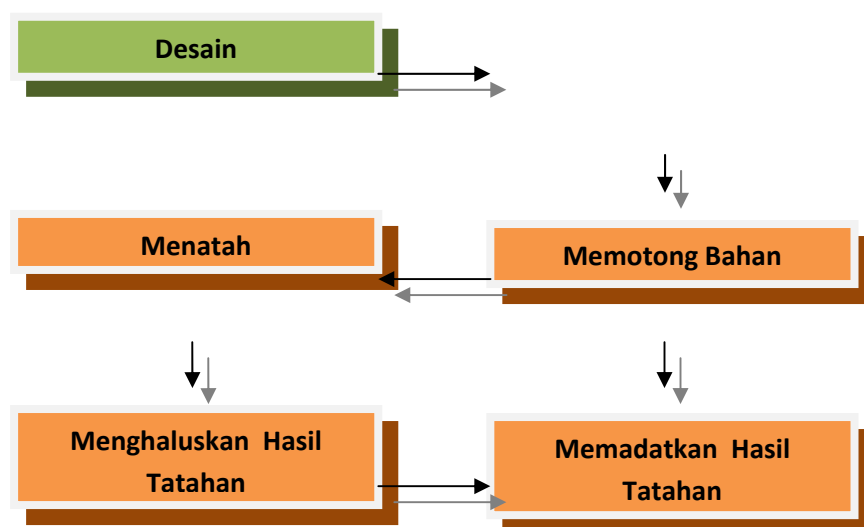 Desain
Menatah
Memotong Bahan
Menghaluskan Hasil
Tatahan
Memadatkan Hasil
Tatahan